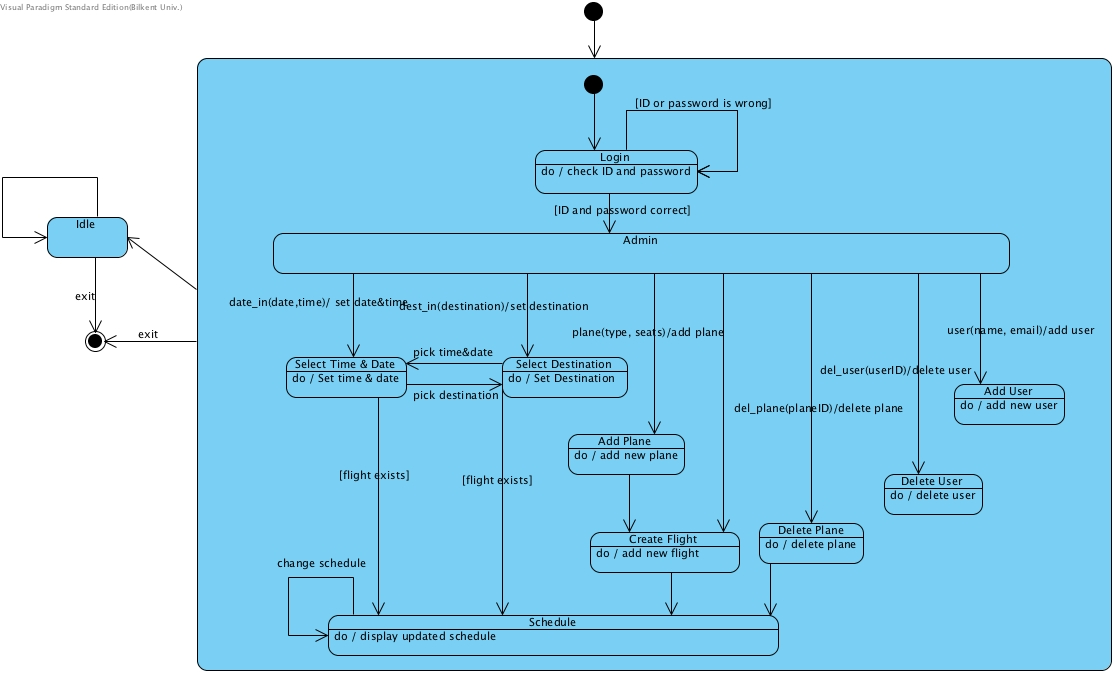 Visual Paradigm Standard Edition(Bilkent Univ.)
[ID or password is wrong]
Login
do / check ID and password
[ID and password correct]
Idle
Admin
exit
date_in(date,time)/ set date&time
dest_in(destination)/set destination
plane(type, seats)/add plane
user(name, email)/add user
exit
pick time&date
Select Time & Date
do / Set time & date
Select Destination
do / Set Destination
pick destination
del_user(userID)/delete user
Add User
do / add new user
del_plane(planeID)/delete plane
Add Plane
do / add new plane
[flight exists]
[flight exists]
Delete User
do / delete user
Delete Plane
do / delete plane
Create Flight
do / add new flight
change schedule
Schedule
do / display updated schedule